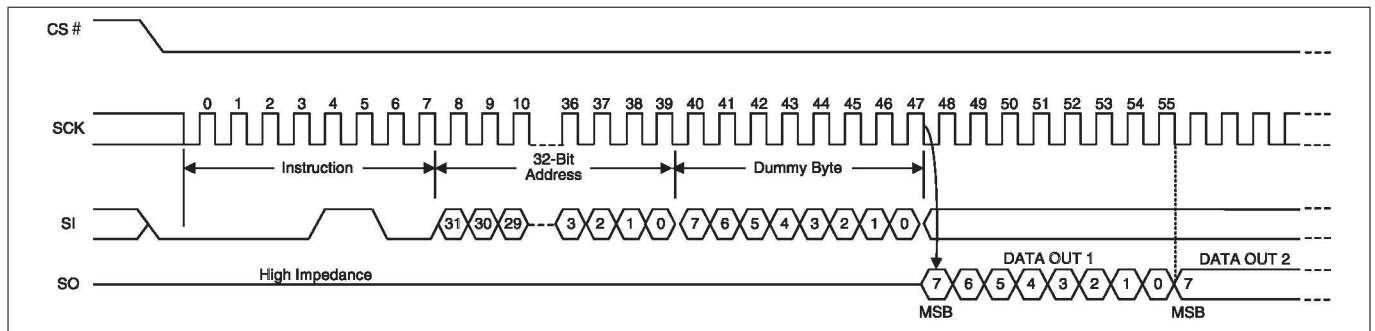 CS #
0 1 2 3 4 5 6 7 8 9 10 36 37 38 39 40 41 42 43 44 45 46 47 48 49 50 51 52 53 54 55
SCK
Instruction
32-Bit
Address
Dummy Byte
SI
31 30 29 3 2 1 0 7 6 5 4 3 2 1 0
DATA OUT 1
DATA OUT 2
High Impedance
SO
7 6 5 4 3 2 1 0 7
MSB
MSB